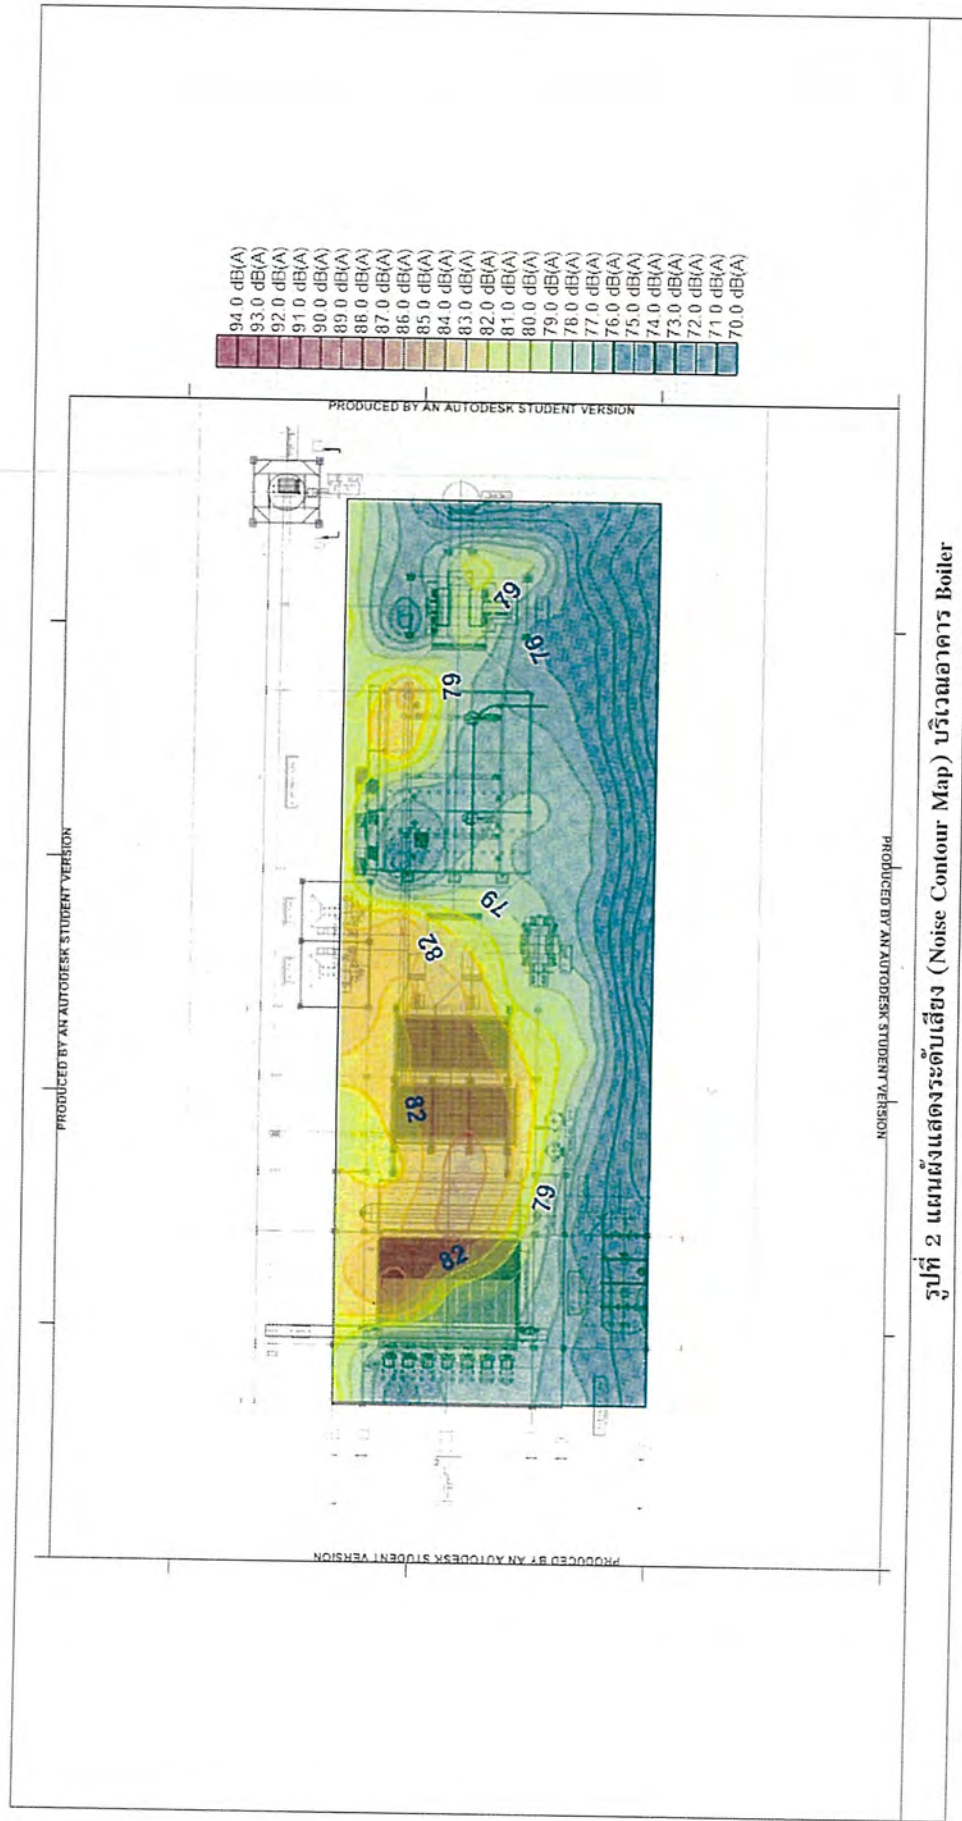 94.0 dB(A)
93.0 dB(A)
92.0 dB(A)
91.0 dB(A)
90.0 dB(A)
89.0 dB(A)
88.0 dB(A)
87.0 dB(A)
86.0 dB(A)
85.0 dB(A)
84.0 dB(A)
83.0 dB(A)
82.0 dB(A)
81.0 dB(A)
80.0 dB(A)
79.0 dB(A)
78.0 dB(A)
77.0 dB(A)
76.0 dB(A)
75.0 dB(A)
74.0 dB(A)
73.0 dB(A)
72.0 dB(A)
71.0 dB(A)
70.0 dB(A)
PRODUCED BY AN AUTODESK STUDENT VERSION
PRODUCED BY AN AUTODESK STUDENT VERSION
PRODUCED BY AN AUTODESK STUDENT VERSION
PRODUCED BY AN AUTODESK STUDENT VERSION
79
76
79
79
82
82
79
82
รูปที่ 2 แผนผังแสดงระดับเสียง (Noise Contour Map) บริเวณอาคาร Boiler